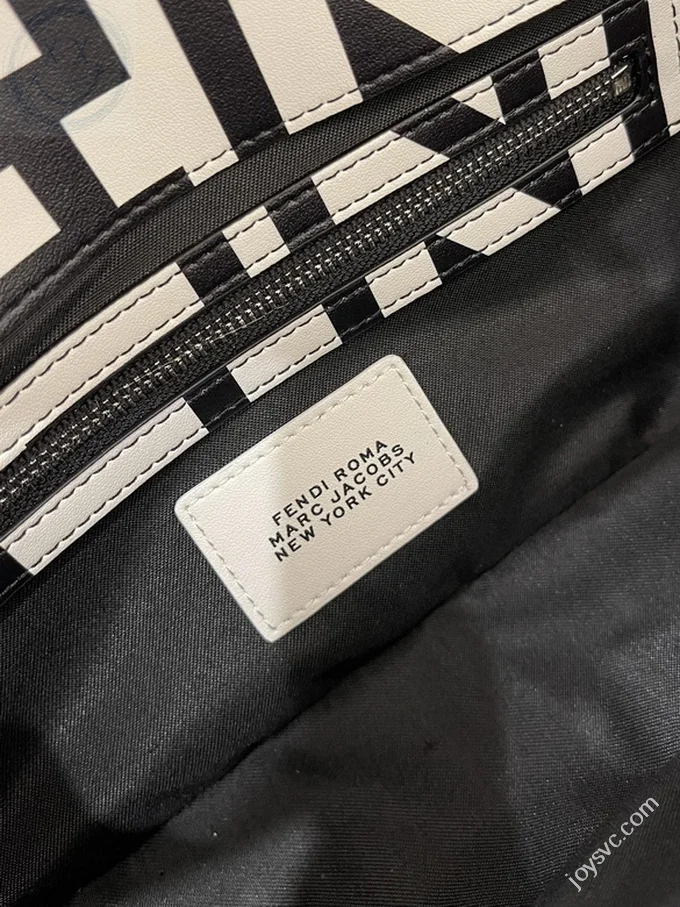 FENDI ROMA
MARC JACOBS
NEW YORK CITY
joysvc.com